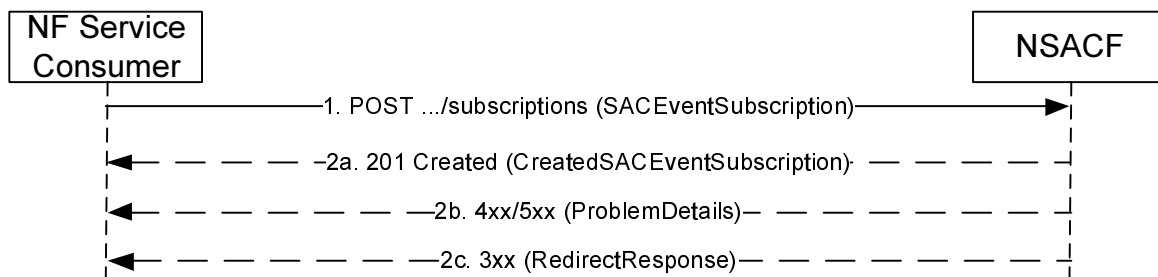 NF Service
Consumer
NSACF
1. POST .../subscriptions (SACEventSubscription)
2a. 201 Created (CreatedSACEventSubscription)
2b. 4xx/5xx (ProblemDetails)
2c. 3xx (RedirectResponse)